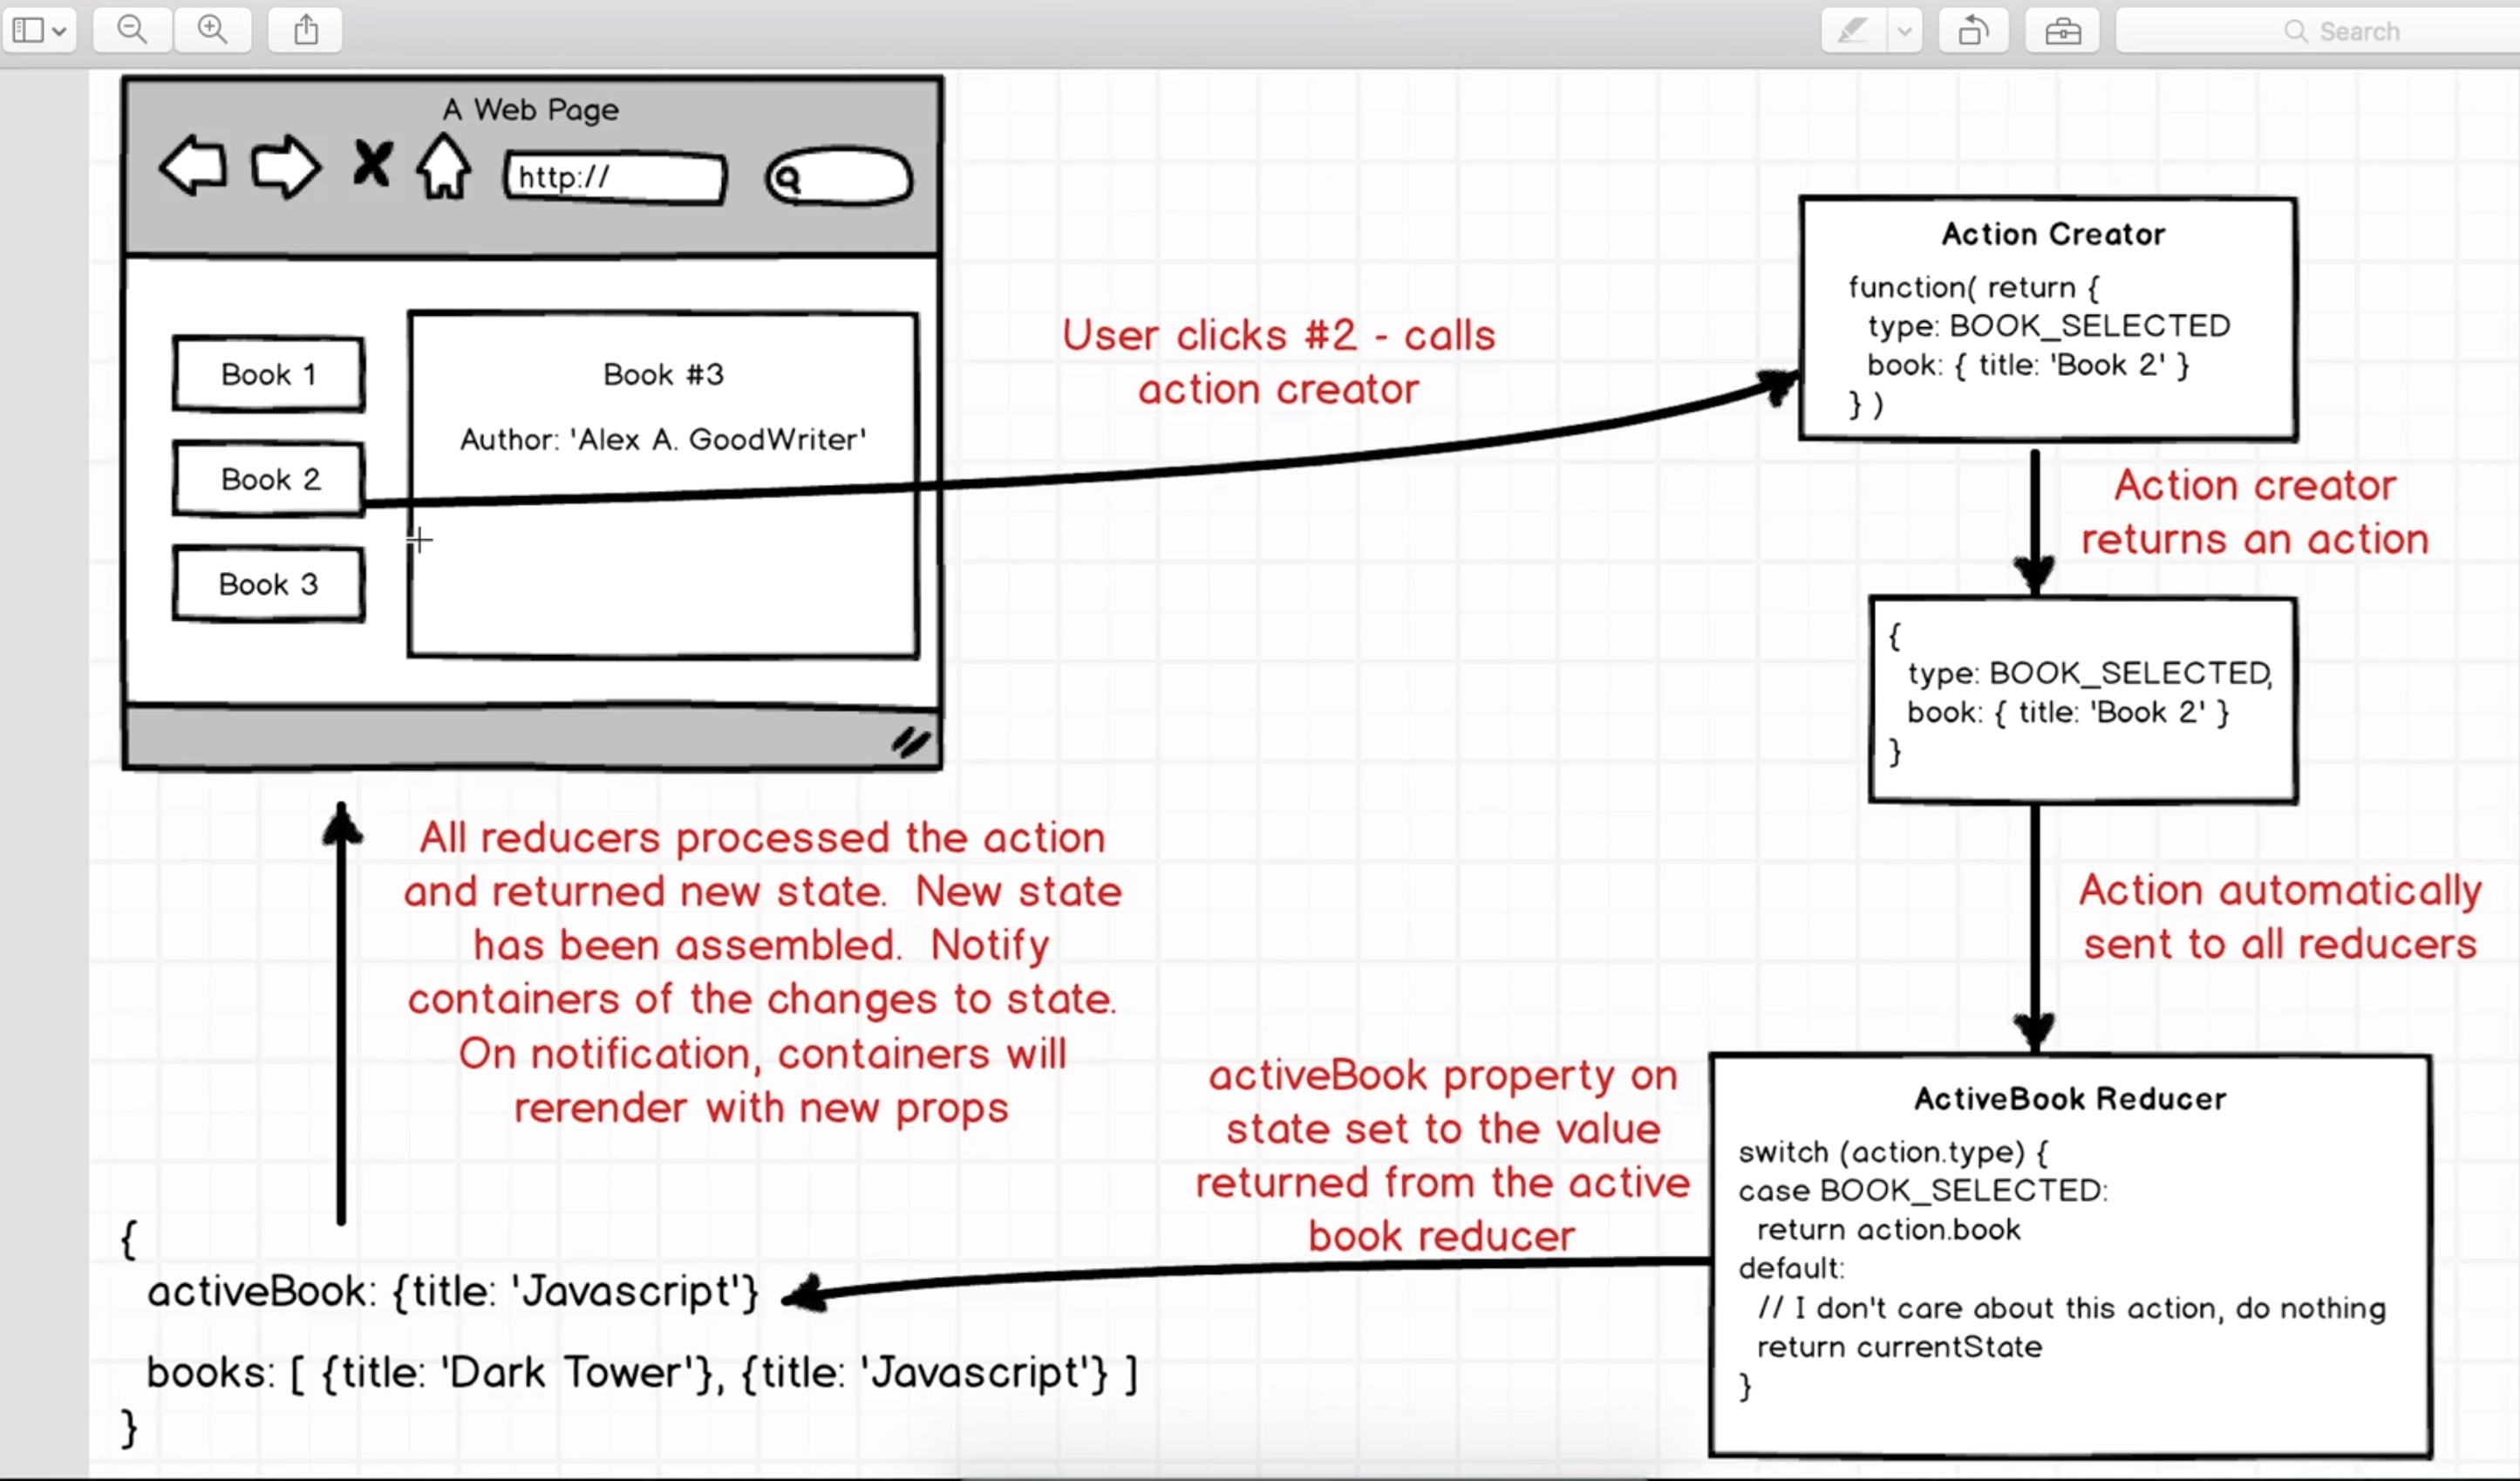 Search
A Web Page
http://
Book 1
Book 2
Book 3
Book #3
Author: 'Alex A. GoodWriter'
User clicks #2 - calls
action creator
Action Creator
function( return {
type: BOOK_SELECTED
book: { title: 'Book 2' }
} )
Action creator
returns an action
{
type: BOOK_SELECTED,
book: { title: 'Book 2' }
}
Action automatically
sent to all reducers
ActiveBook Reducer
switch (action.type) {
case BOOK_SELECTED:
return action.book
default:
// I don't care about this action, do nothing
return currentState
}
activeBook property on
state set to the value
returned from the active
book reducer
{
activeBook: {title: 'Javascript'}
books: [ {title: 'Dark Tower'}, {title: 'Javascript'} ]
}
All reducers processed the action
and returned new state.  New state
has been assembled.  Notify
containers of the changes to state.
On notification, containers will
rerender with new props